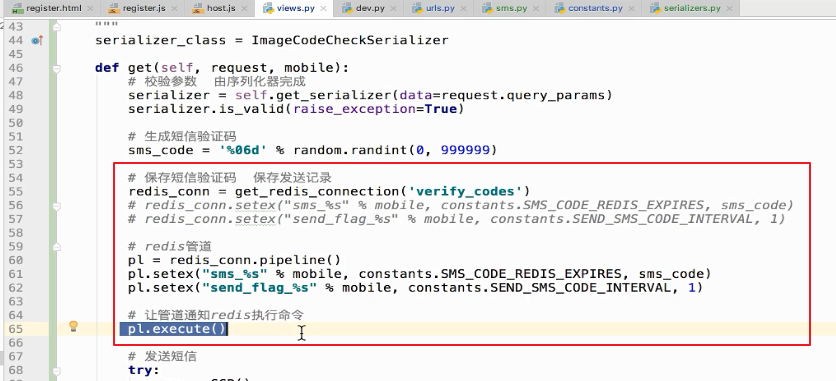 register.html × register.js × host.js × views.py × dev.py × urls.py × sms.py × constants.py × serializers.py ×
43 """
44 serializer_class = ImageCodeCheckSerializer
45
46 def get(self, request, mobile):
47 # 校验参数 由序列化器完成
48 serializer = self.get_serializer(data=request.query_params)
49 serializer.is_valid(raise_exception=True)
50
51 # 生成短信验证码
52 sms_code = '%06d' % random.randint(0, 999999)
53
54 # 保存短信验证码 保存发送记录
55 redis_conn = get_redis_connection('verify_codes')
56 # redis_conn.setex("sms_%s" % mobile, constants.SMS_CODE_REDIS_EXPIRES, sms_code)
57 # redis_conn.setex("send_flag_%s" % mobile, constants.SEND_SMS_CODE_INTERVAL, 1)
58
59 # redis管道
60 pl = redis_conn.pipeline()
61 pl.setex("sms_%s" % mobile, constants.SMS_CODE_REDIS_EXPIRES, sms_code)
62 pl.setex("send_flag_%s" % mobile, constants.SEND_SMS_CODE_INTERVAL, 1)
63
64 # 让管道通知redis执行命令
65 pl.execute()
66
67 # 发送短信
68 try: